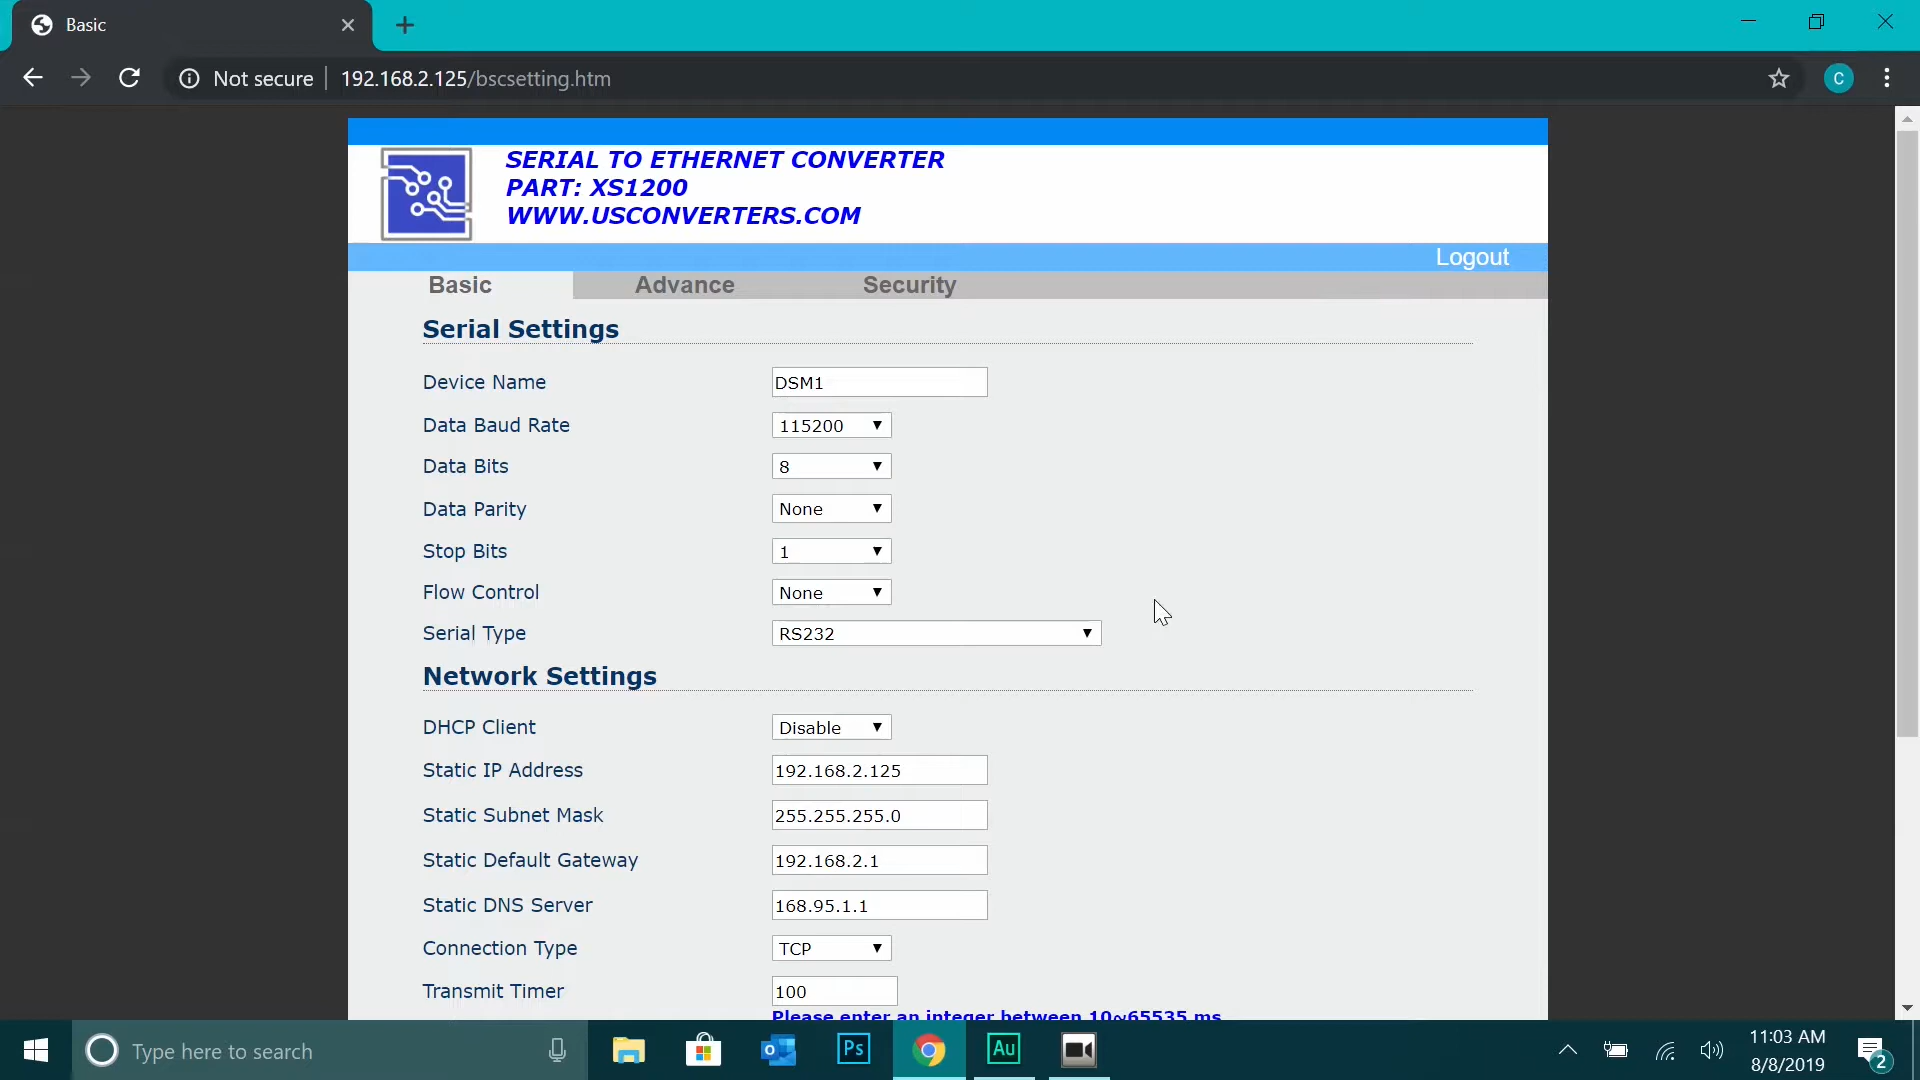 Basic
Not secure
192.168.2.125/bscsetting.htm
C
SERIAL TO ETHERNET CONVERTER
PART: XS1200
WWW.USCONVERTERS.COM
Logout
Basic Advance Security
Serial Settings
Device Name DSM1
Data Baud Rate 115200
Data Bits 8
Data Parity None
Stop Bits 1
Flow Control None
Serial Type RS232
Network Settings
DHCP Client Disable
Static IP Address 192.168.2.125
Static Subnet Mask 255.255.255.0
Static Default Gateway 192.168.2.1
Static DNS Server 168.95.1.1
Connection Type TCP
Transmit Timer 100
Please enter an integer between 10~65535 ms
Type here to search
Ps
Au
11:03 AM
8/8/2019
2